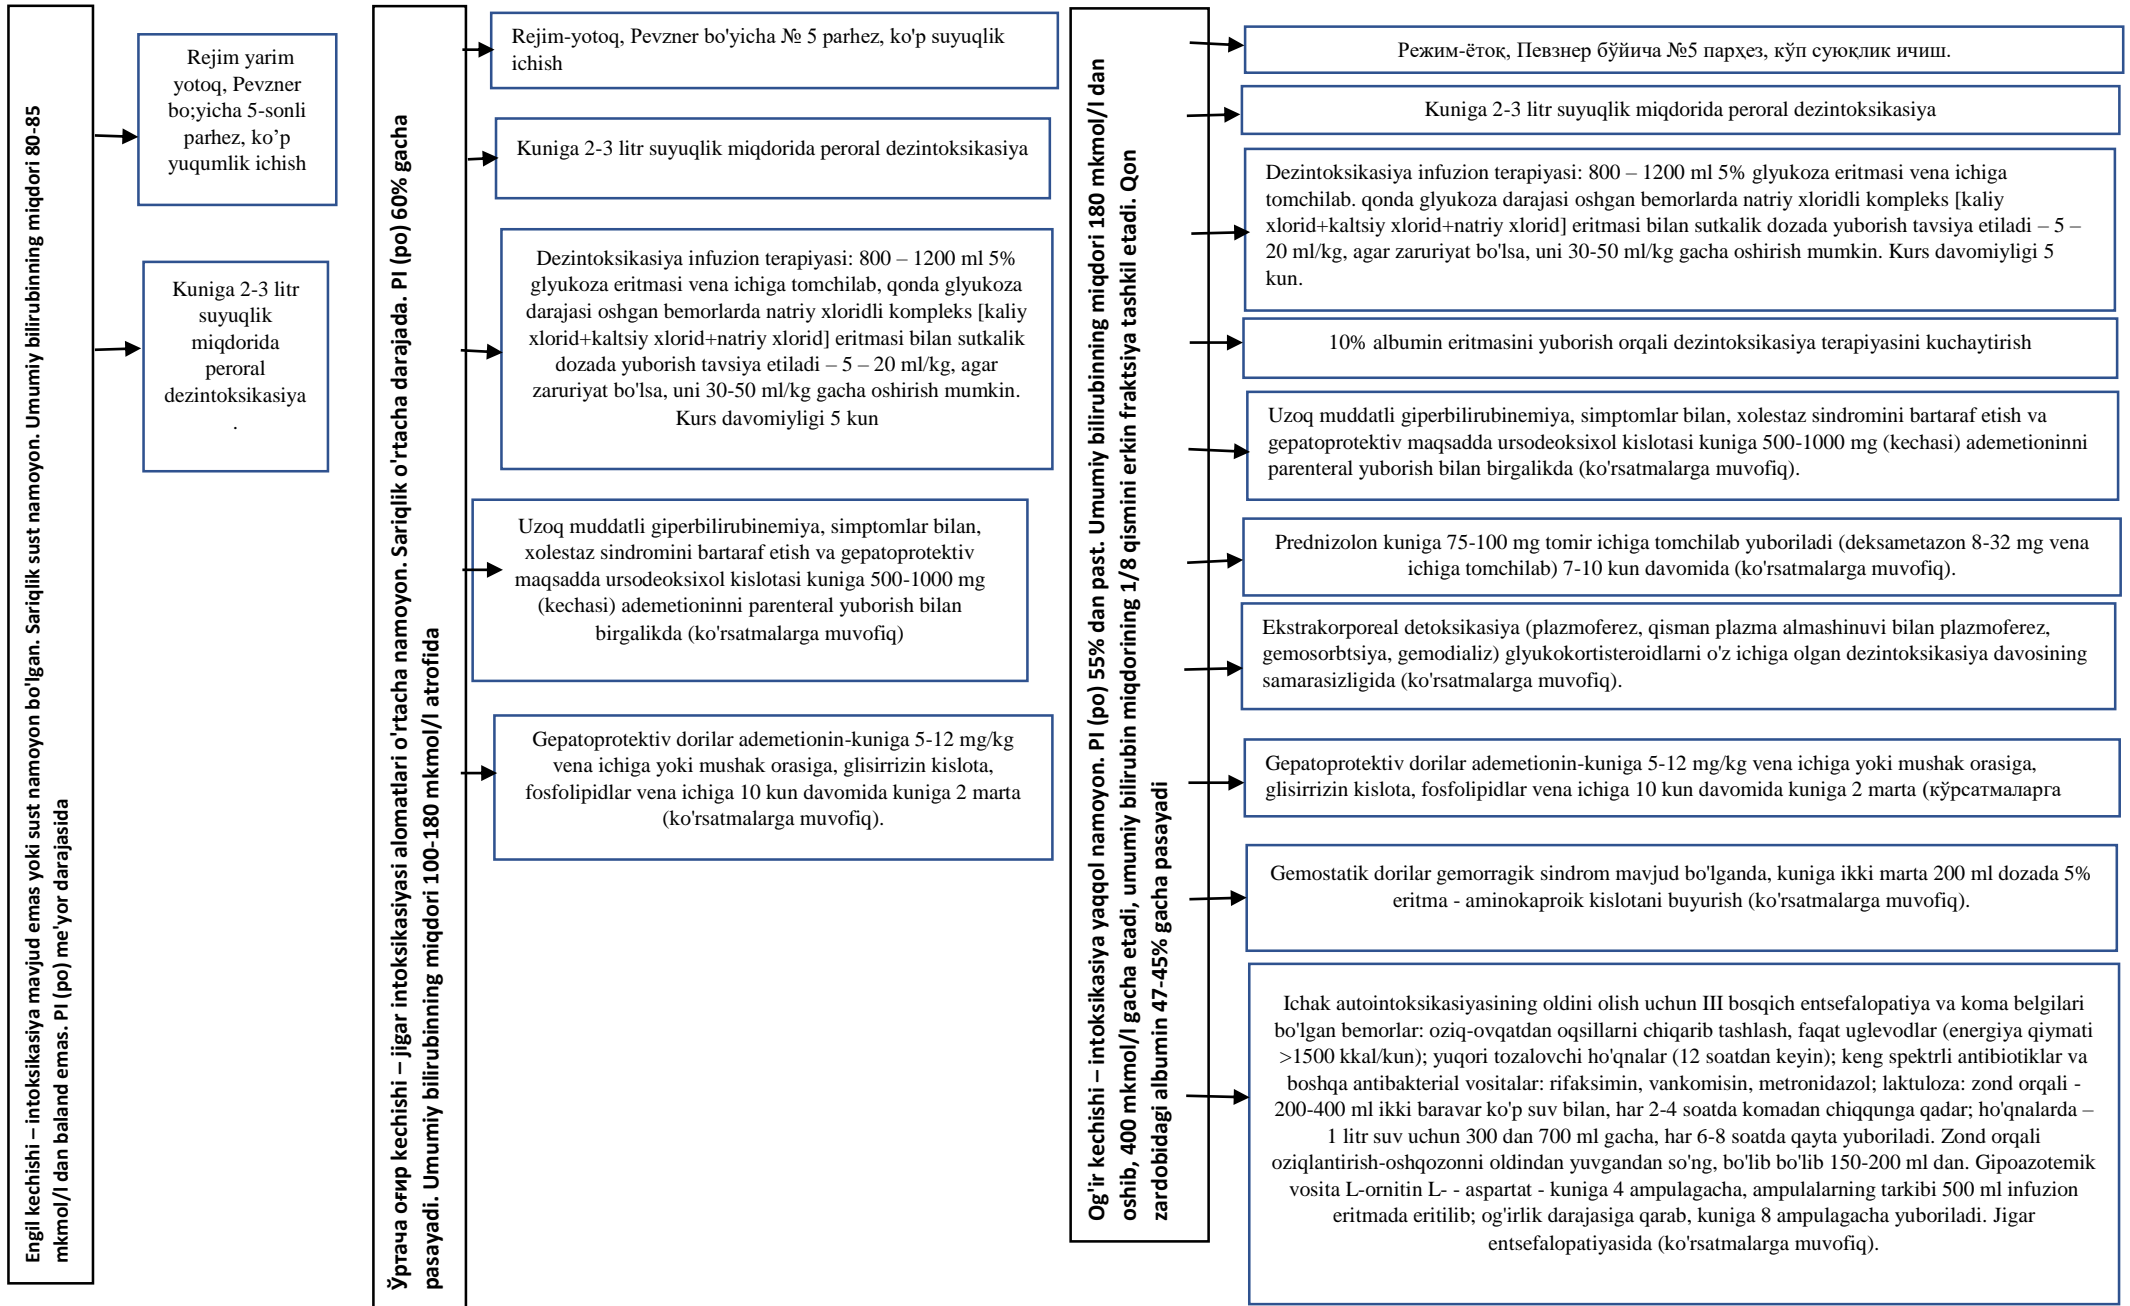 Engil kechishi – intoksikasiya mavjud emas yoki sust namoyon bo'lgan. Sariqlik sust namoyon. Umumiy bilirubinning miqdori 80-85
mkmol/l dan baland emas. PI (po) me'yor darajasida
Rejim yarim
yotoq, Pevzner
bo;yicha 5-sonli
parhez, ko’p
yuqumlik ichish
Kuniga 2-3 litr
suyuqlik
miqdorida
peroral
dezintoksikasiya
.
Ўртача оғир kechishi – jigar intoksikasiyasi alomatlari o'rtacha namoyon. Sariqlik o'rtacha darajada. PI (po) 60% gacha
pasayadi. Umumiy bilirubinning miqdori 100-180 mkmol/l atrofida
Rejim-yotoq, Pevzner bo'yicha № 5 parhez, ko'p suyuqlik
ichish
Kuniga 2-3 litr suyuqlik miqdorida peroral dezintoksikasiya
Dezintoksikasiya infuzion terapiyasi: 800 – 1200 ml 5%
glyukoza eritmasi vena ichiga tomchilab, qonda glyukoza
darajasi oshgan bemorlarda natriy xloridli kompleks [kaliy
xlorid+kaltsiy xlorid+natriy xlorid] eritmasi bilan sutkalik
dozada yuborish tavsiya etiladi – 5 – 20 ml/kg, agar
zaruriyat bo'lsa, uni 30-50 ml/kg gacha oshirish mumkin.
Kurs davomiyligi 5 kun
Uzoq muddatli giperbilirubinemiya, simptomlar bilan,
xolestaz sindromini bartaraf etish va gepatoprotektiv
maqsadda ursodeoksixol kislotasi kuniga 500-1000 mg
(kechasi) ademetioninni parenteral yuborish bilan
birgalikda (ko'rsatmalarga muvofiq)
Gepatoprotektiv dorilar ademetionin-kuniga 5-12 mg/kg
vena ichiga yoki mushak orasiga, glisirrizin kislota,
fosfolipidlar vena ichiga 10 kun davomida kuniga 2 marta
(ko'rsatmalarga muvofiq).
Og'ir kechishi – intoksikasiya yaqqol namoyon. PI (po) 55% dan past. Umumiy bilirubinning miqdori 180 mkmol/l dan
oshib, 400 mkmol/l gacha etadi, umumiy bilirubin miqdorining 1/8 qismini erkin fraktsiya tashkil etadi. Qon
zardobidagi albumin 47-45% gacha pasayadi
Режим-ётоқ, Певзнер бўйича №5 парҳез, кўп суюқлик ичиш.
Kuniga 2-3 litr suyuqlik miqdorida peroral dezintoksikasiya
Dezintoksikasiya infuzion terapiyasi: 800 – 1200 ml 5% glyukoza eritmasi vena ichiga
tomchilab. qonda glyukoza darajasi oshgan bemorlarda natriy xloridli kompleks [kaliy
xlorid+kaltsiy xlorid+natriy xlorid] eritmasi bilan sutkalik dozada yuborish tavsiya etiladi – 5 –
20 ml/kg, agar zaruriyat bo'lsa, uni 30-50 ml/kg gacha oshirish mumkin. Kurs davomiyligi 5
kun.
10% albumin eritmasini yuborish orqali dezintoksikasiya terapiyasini kuchaytirish
Uzoq muddatli giperbilirubinemiya, simptomlar bilan, xolestaz sindromini bartaraf etish va
gepatoprotektiv maqsadda ursodeoksixol kislotasi kuniga 500-1000 mg (kechasi) ademetioninni
parenteral yuborish bilan birgalikda (ko'rsatmalarga muvofiq).
Prednizolon kuniga 75-100 mg tomir ichiga tomchilab yuboriladi (deksametazon 8-32 mg vena
ichiga tomchilab) 7-10 kun davomida (ko'rsatmalarga muvofiq).
Ekstrakorporeal detoksikasiya (plazmoferez, qisman plazma almashinuvi bilan plazmoferez,
gemosorbtsiya, gemodializ) glyukokortisteroidlarni o'z ichiga olgan dezintoksikasiya davosining
samarasizligida (ko'rsatmalarga muvofiq).
Gepatoprotektiv dorilar ademetionin-kuniga 5-12 mg/kg vena ichiga yoki mushak orasiga,
glisirrizin kislota, fosfolipidlar vena ichiga 10 kun davomida kuniga 2 marta (кўрсатмаларга
Gemostatik dorilar gemorragik sindrom mavjud bo'lganda, kuniga ikki marta 200 ml dozada 5%
eritma - aminokaproik kislotani buyurish (ko'rsatmalarga muvofiq).
Ichak autointoksikasiyasining oldini olish uchun III bosqich entsefalopatiya va koma belgilari
bo'lgan bemorlar: oziq-ovqatdan oqsillarni chiqarib tashlash, faqat uglevodlar (energiya qiymati
>1500 kkal/kun); yuqori tozalovchi ho'qnalar (12 soatdan keyin); keng spektrli antibiotiklar va
boshqa antibakterial vositalar: rifaksimin, vankomisin, metronidazol; laktuloza: zond orqali -
200-400 ml ikki baravar ko'p suv bilan, har 2-4 soatda komadan chiqqunga qadar; ho'qnalarda –
1 litr suv uchun 300 dan 700 ml gacha, har 6-8 soatda qayta yuboriladi. Zond orqali
oziqlantirish-oshqozonni oldindan yuvgandan so'ng, bo'lib bo'lib 150-200 ml dan. Gipoazotemik
vosita L-ornitin L- - aspartat - kuniga 4 ampulagacha, ampulalarning tarkibi 500 ml infuzion
eritmada eritilib; og'irlik darajasiga qarab, kuniga 8 ampulagacha yuboriladi. Jigar
entsefalopatiyasida (ko'rsatmalarga muvofiq).